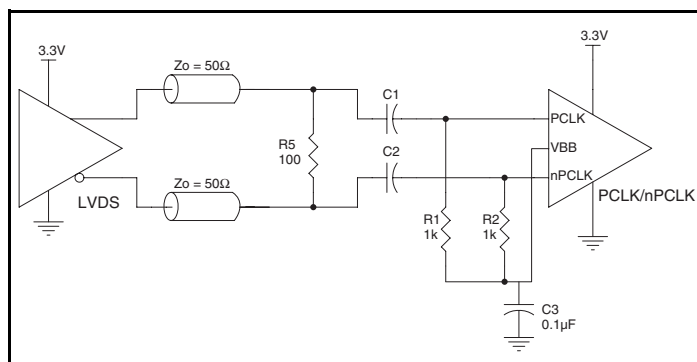 3.3V
3.3V
Zo = 50Ω
C1
PCLK
R5
100
VBB
C2
Zo = 50Ω
nPCLK
LVDS
PCLK/nPCLK
R1
1k
R2
1k
C3
0.1µF